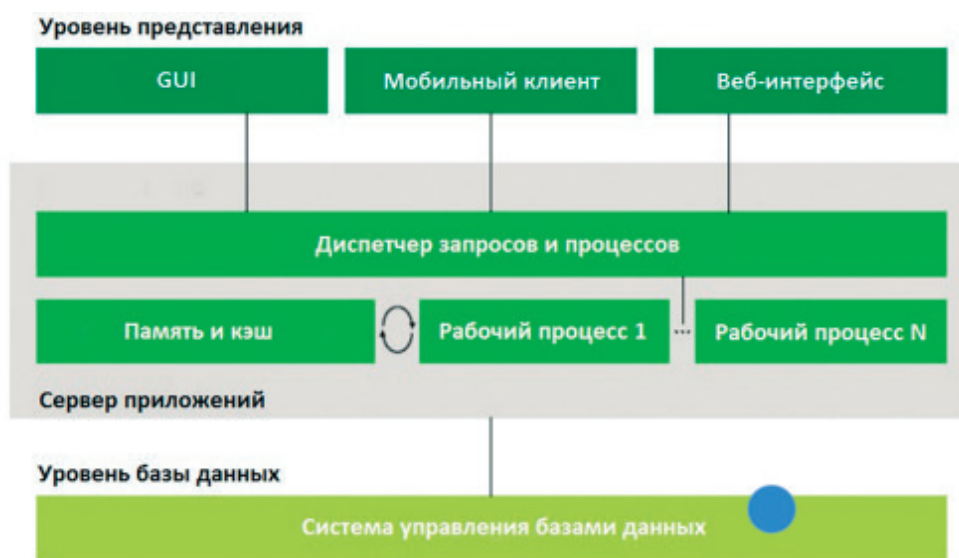 Уровень представления
GUI
Мобильный клиент
Веб-интерфейс
Диспетчер запросов и процессов
Память и кэш
Рабочий процесс 1
...
Рабочий процесс N
Сервер приложений
Уровень базы данных
Система управления базами данных